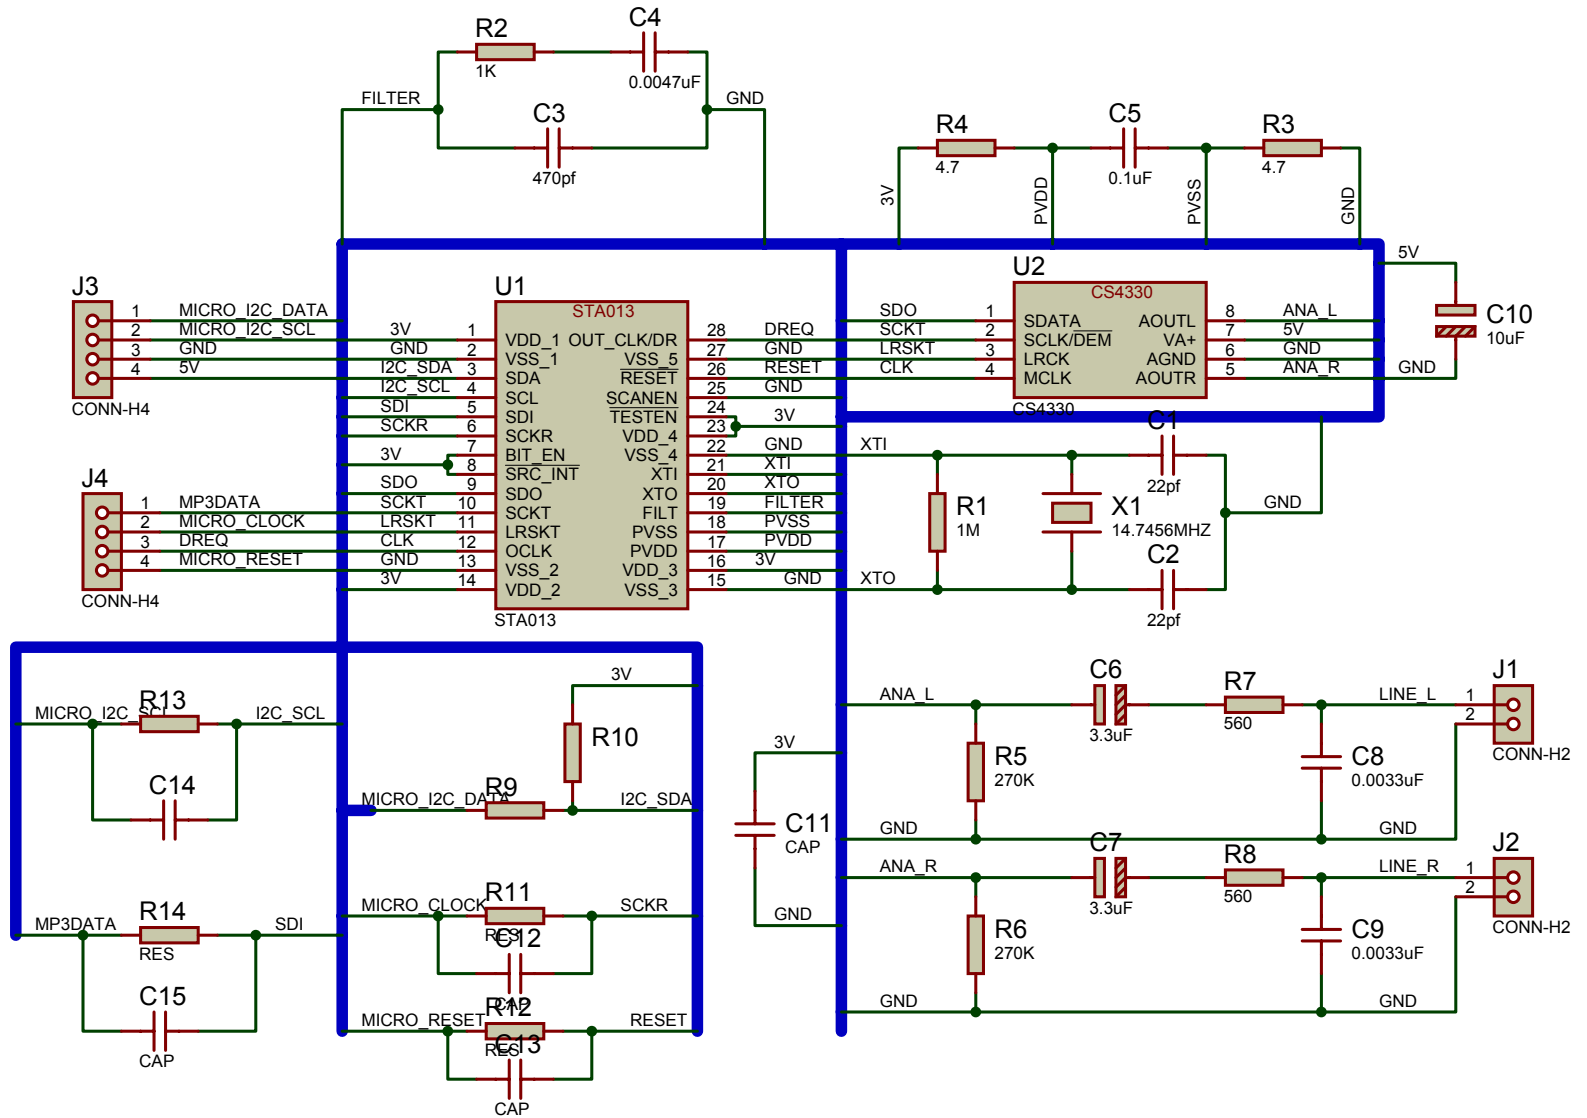 R2
1K
C4
0.0047uF
FILTER
GND
C3
470pf
R4
4.7
C5
0.1uF
R3
4.7
3V
PVDD
PVSS
GND
J3
1 MICRO_I2C_DATA
2 MICRO_I2C_SCL
3 GND
4 5V
CONN-H4
J4
1 MP3DATA
2 MICRO_CLOCK
3 DREQ
4 MICRO_RESET
CONN-H4
U1
STA013
3V 1 VDD_1
GND 2 VSS_1
I2C_SDA 3 SDA
I2C_SCL 4 SCL
SDI 5 SDI
SCKR 6 SCKR
3V
7 BIT_EN
8 SRC_INT
SDO 9 SDO
SCKT 10 SCKT
LRSKT 11 LRSKT
CLK 12 OCLK
GND 13 VSS_2
3V 14 VDD_2
OUT_CLK/DR 28 DREQ
VSS_5 27 GND
RESET 26 RESET
SCANEN 25 GND
TESTEN 24
3V
VDD_4 23
VSS_4 22 GND
XTI 21 XTI
XTO 20 XTO
FILT 19 FILTER
PVSS 18 PVSS
PVDD 17 PVDD
VDD_3 16 3V
VSS_3 15 GND
STA013
U2
CS4330
SDO 1 SDATA
SCKT 2 SCLK/DEM
LRSKT 3 LRCK
CLK 4 MCLK
AOUTL 8 ANA_L
VA+ 7 5V
AGND 6 GND
AOUTR 5 ANA_R
CS4330
5V
C10
10uF
GND
XTI
C1
22pf
R1
1M
X1
14.7456MHZ
GND
C2
22pf
XTO
MICRO_I2C_SCL
R13
I2C_SCL
C14
MP3DATA
R14
RES
SDI
C15
CAP
3V
R10
MICRO_I2C_DATA
R9
I2C_SDA
MICRO_CLOCK
R11
RES
SCKR
C12
CAP
MICRO_RESET
R12
RES
RESET
C13
CAP
3V
C11
CAP
GND
ANA_L
C6
3.3uF
R7
560
LINE_L
J1
1
2
CONN-H2
R5
270K
C8
0.0033uF
GND
GND
ANA_R
C7
3.3uF
R8
560
LINE_R
J2
1
2
CONN-H2
R6
270K
C9
0.0033uF
GND
GND